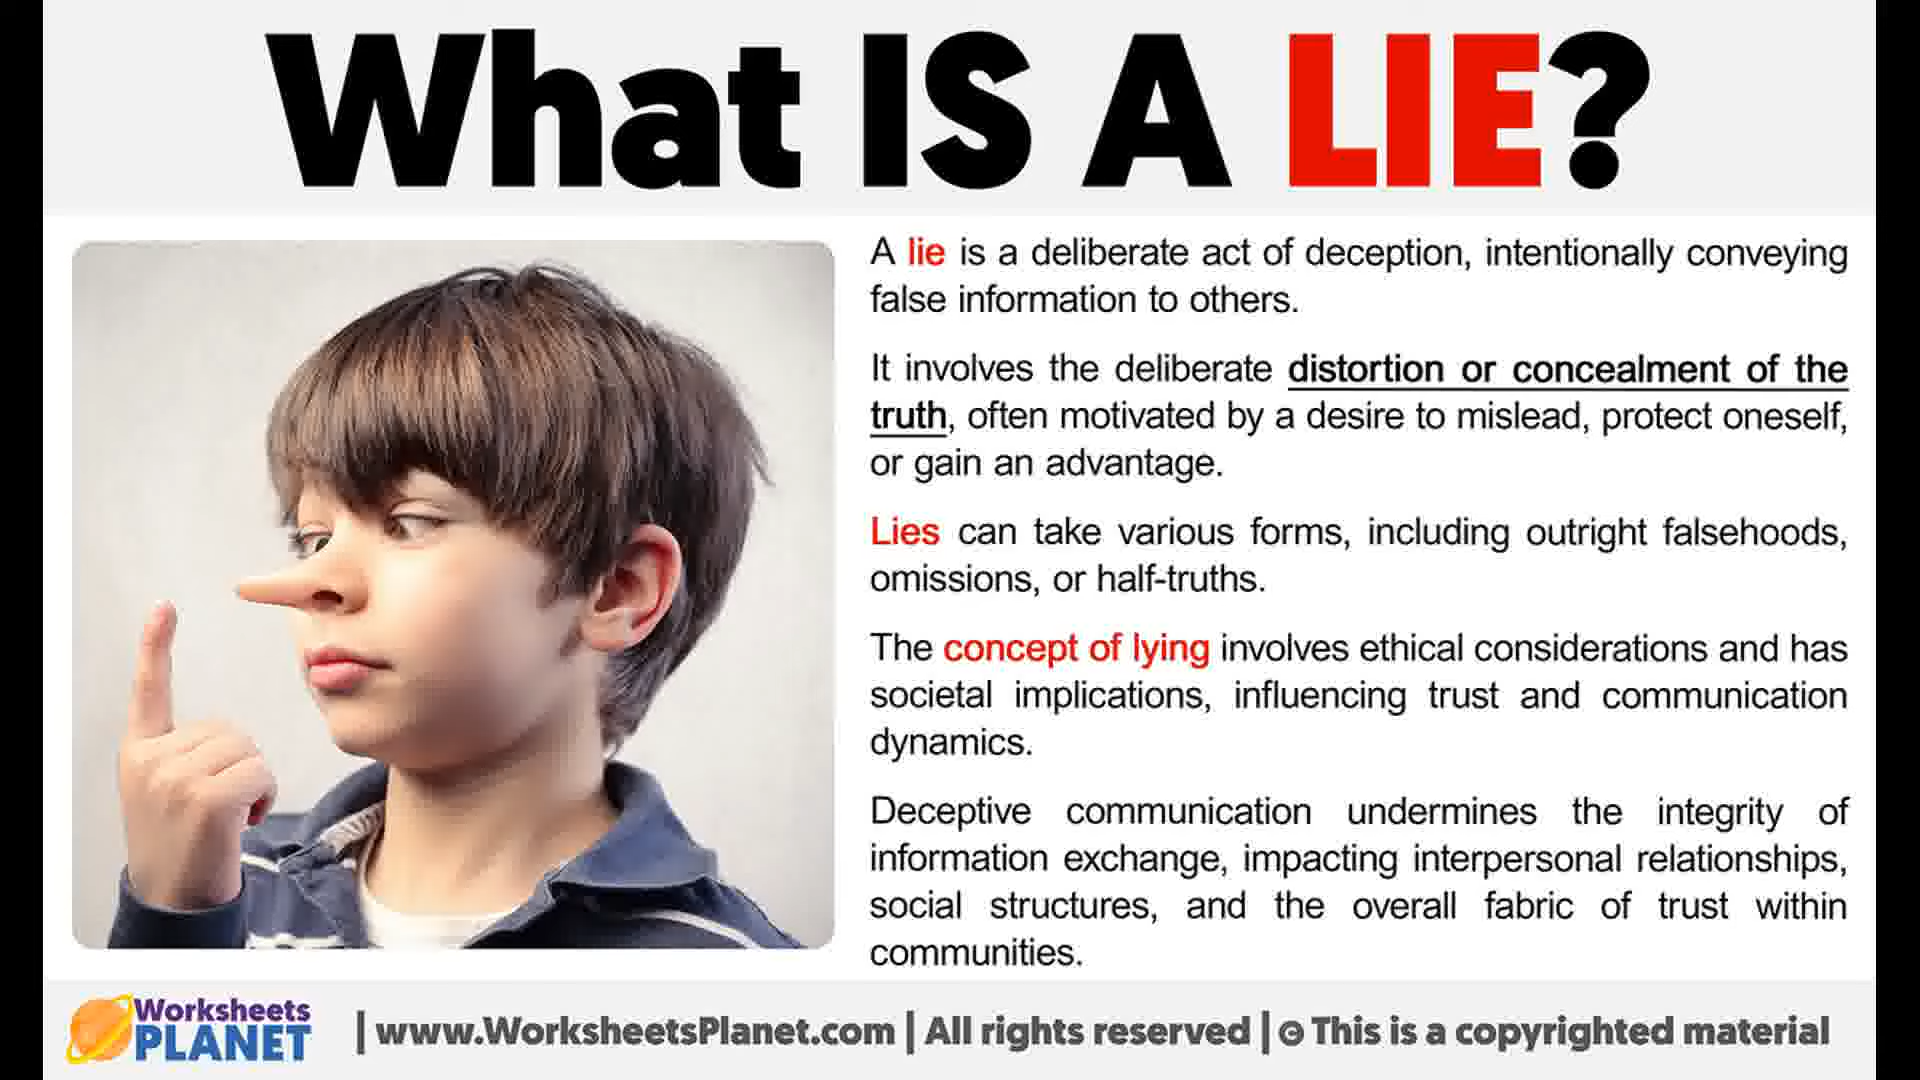 What IS A LIE?
A lie is a deliberate act of deception, intentionally conveying
false information to others.
It involves the deliberate distortion or concealment of the
truth, often motivated by a desire to mislead, protect oneself,
or gain an advantage.
Lies can take various forms, including outright falsehoods,
omissions, or half-truths.
The concept of lying involves ethical considerations and has
societal implications, influencing trust and communication
dynamics.
Deceptive communication undermines the integrity of
information exchange, impacting interpersonal relationships,
social structures, and the overall fabric of trust within
communities.
Worksheets
PLANET
| www.WorksheetsPlanet.com | All rights reserved | © This is a copyrighted material